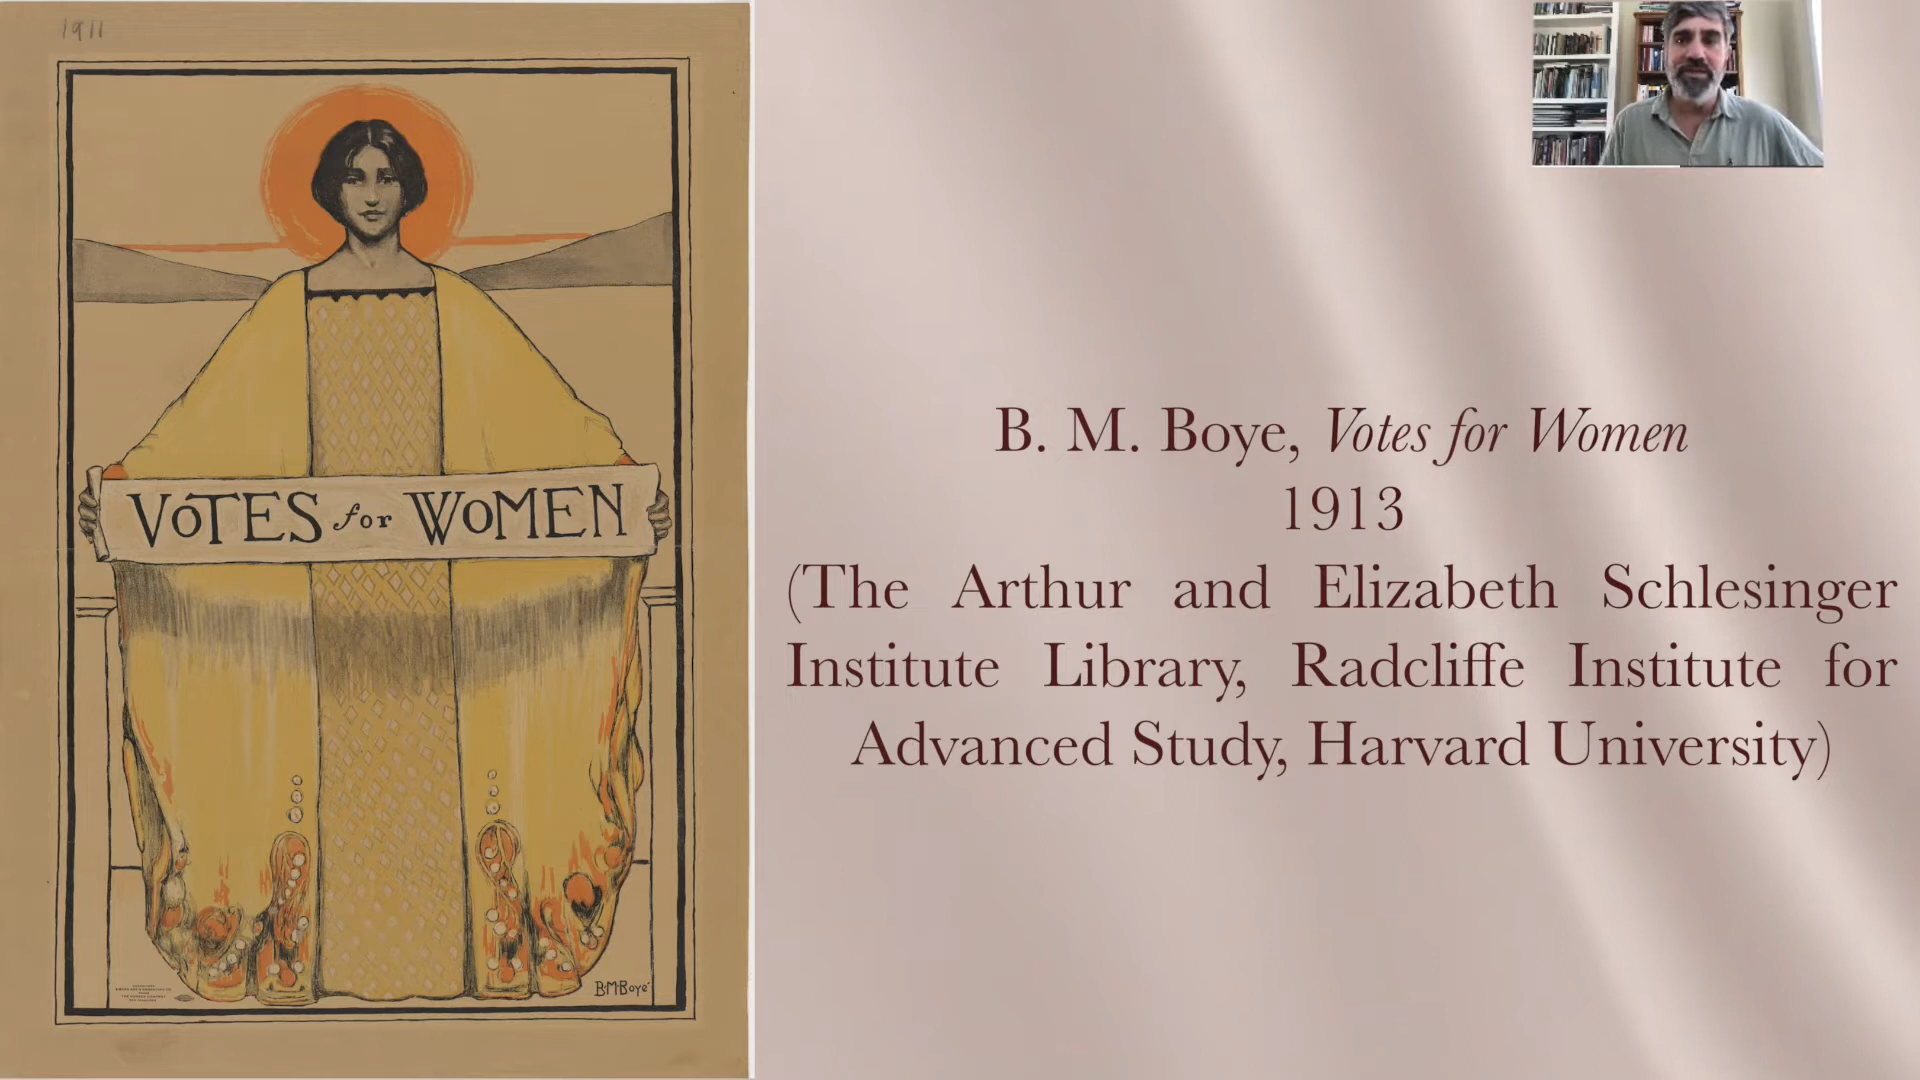 1911
VOTES for WOMEN
B.M.Boyé
B. M. Boye, Votes for Women
1913
(The Arthur and Elizabeth Schlesinger
Institute Library, Radcliffe Institute for
Advanced Study, Harvard University)